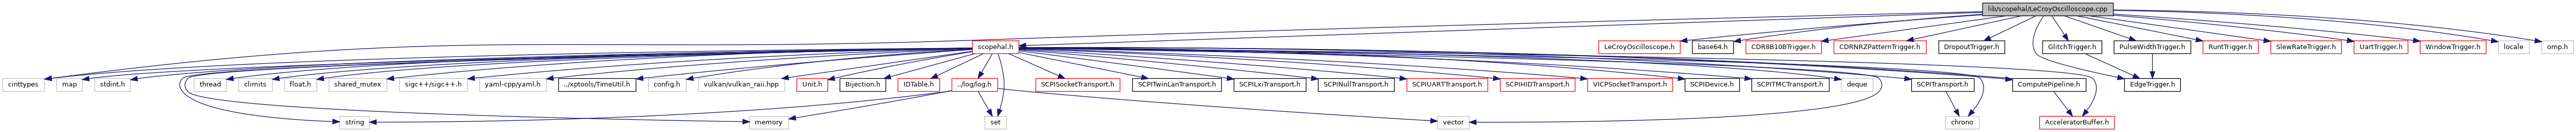 lib/scopehal/LeCroyOscilloscope.cpp
scopehal.h
LeCroyOscilloscope.h
base64.h
CDR8B10BTrigger.h
CDRNRZPatternTrigger.h
DropoutTrigger.h
GlitchTrigger.h
PulseWidthTrigger.h
RuntTrigger.h
SlewRateTrigger.h
UartTrigger.h
WindowTrigger.h
locale
omp.h
cinttypes
map
stdint.h
thread
climits
float.h
shared_mutex
sigc++/sigc++.h
yaml-cpp/yaml.h
../xptools/TimeUtil.h
config.h
vulkan/vulkan_raii.hpp
Unit.h
Bijection.h
IDTable.h
../log/log.h
SCPISocketTransport.h
SCPITwinLanTransport.h
SCPILxiTransport.h
SCPINullTransport.h
SCPIUARTTransport.h
SCPIHIDTransport.h
VICPSocketTransport.h
SCPIDevice.h
SCPITMCTransport.h
deque
SCPITransport.h
ComputePipeline.h
EdgeTrigger.h
string
memory
set
vector
chrono
AcceleratorBuffer.h